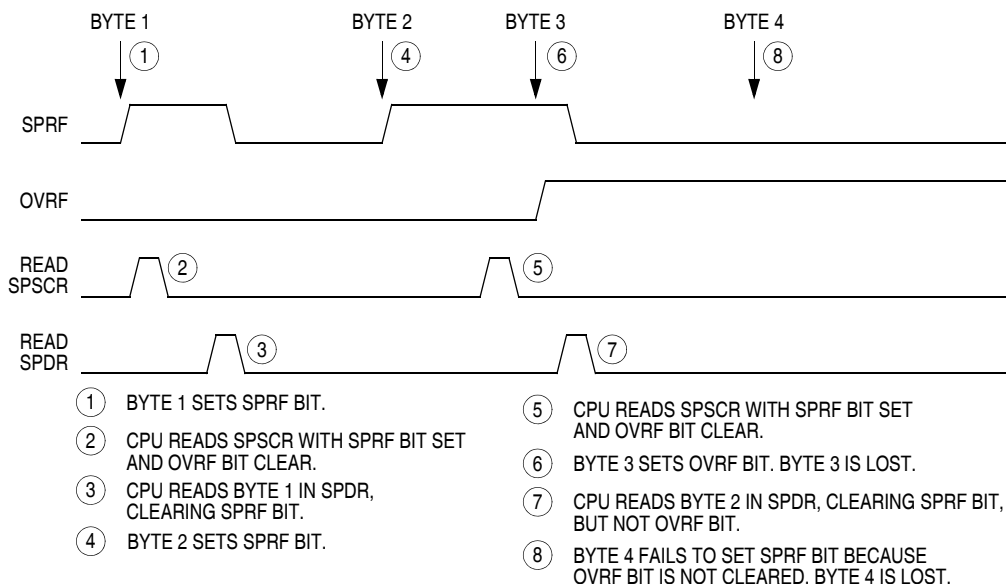 BYTE 1 BYTE 2 BYTE 3 BYTE 4
1 4 6 8
SPRF
OVRF
READ
SPSCR
2 5
READ
SPDR
3 7
1 BYTE 1 SETS SPRF BIT.
2 CPU READS SPSCR WITH SPRF BIT SET
AND OVRF BIT CLEAR.
3 CPU READS BYTE 1 IN SPDR,
CLEARING SPRF BIT.
4 BYTE 2 SETS SPRF BIT.
5 CPU READS SPSCR WITH SPRF BIT SET
AND OVRF BIT CLEAR.
6 BYTE 3 SETS OVRF BIT. BYTE 3 IS LOST.
7 CPU READS BYTE 2 IN SPDR, CLEARING SPRF BIT,
BUT NOT OVRF BIT.
8 BYTE 4 FAILS TO SET SPRF BIT BECAUSE
OVRF BIT IS NOT CLEARED. BYTE 4 IS LOST.